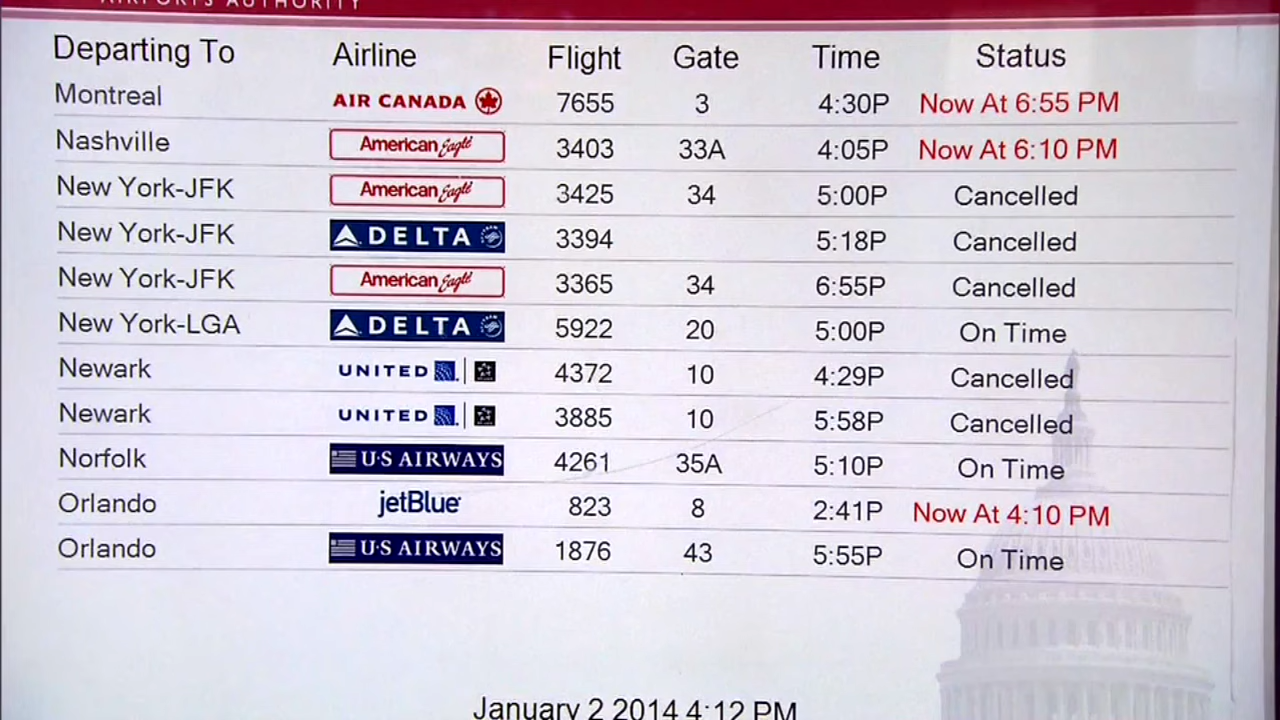 AIRPORTS AUTHORITY
Departing To Airline Flight Gate Time Status
Montreal AIR CANADA 7655 3 4:30P Now At 6:55 PM
Nashville American Eagle 3403 33A 4:05P Now At 6:10 PM
New York-JFK American Eagle 3425 34 5:00P Cancelled
New York-JFK DELTA 3394 5:18P Cancelled
New York-JFK American Eagle 3365 34 6:55P Cancelled
New York-LGA DELTA 5922 20 5:00P On Time
Newark UNITED 4372 10 4:29P Cancelled
Newark UNITED 3885 10 5:58P Cancelled
Norfolk U·S AIRWAYS 4261 35A 5:10P On Time
Orlando jetBlue 823 8 2:41P Now At 4:10 PM
Orlando U·S AIRWAYS 1876 43 5:55P On Time
January 2 2014 4:12 PM